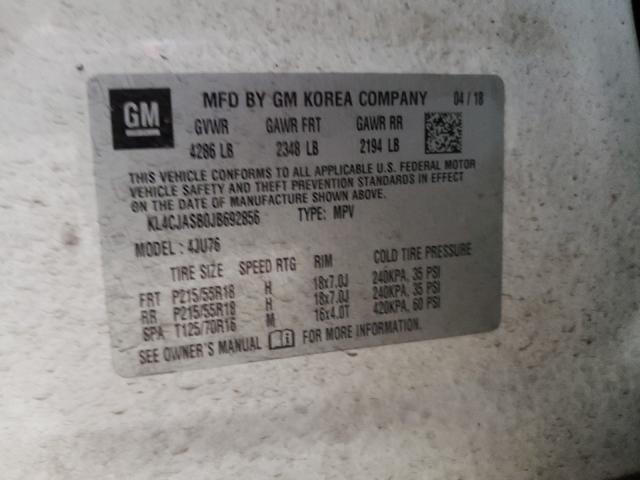 GM
MFD BY GM KOREA COMPANY 04 / 18
GVWR GAWR FRT GAWR RR
4286 LB 2348 LB 2194 LB
THIS VEHICLE CONFORMS TO ALL APPLICABLE U.S. FEDERAL MOTOR
VEHICLE SAFETY AND THEFT PREVENTION STANDARDS IN EFFECT
ON THE DATE OF MANUFACTURE SHOWN ABOVE.
KL4CJASB0JB692856 TYPE: MPV
MODEL : 4JU76
TIRE SIZE SPEED RTG RIM COLD TIRE PRESSURE
FRT P215/55R18 H 18x7.0J 240KPA, 35 PSI
RR P215/55R18 H 18x7.0J 240KPA, 35 PSI
SPA T125/70R16 M 16x4.0T 420KPA, 60 PSI
SEE OWNER'S MANUAL FOR MORE INFORMATION.